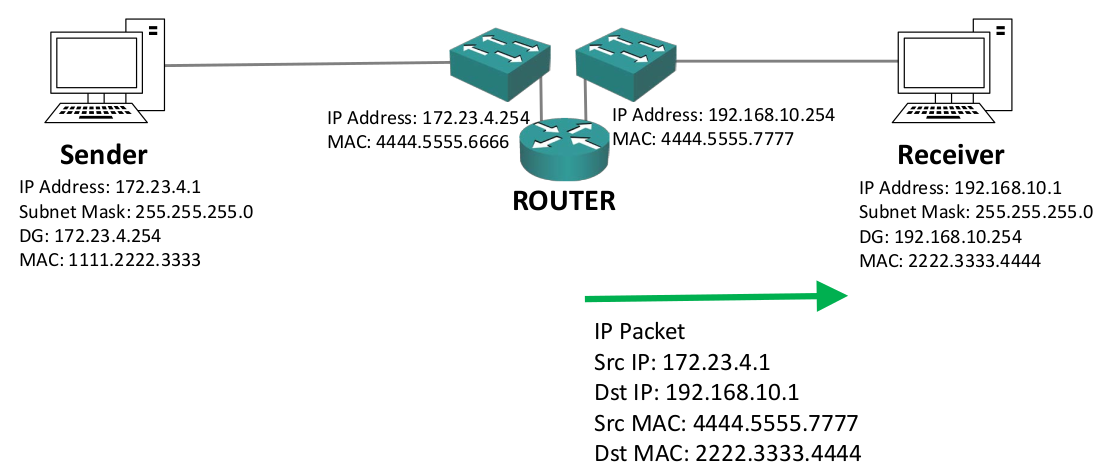 IP Address: 172.23.4.254
MAC: 4444.5555.6666
IP Address: 192.168.10.254
MAC: 4444.5555.7777
Sender
IP Address: 172.23.4.1
Subnet Mask: 255.255.255.0
DG: 172.23.4.254
MAC: 1111.2222.3333
ROUTER
Receiver
IP Address: 192.168.10.1
Subnet Mask: 255.255.255.0
DG: 192.168.10.254
MAC: 2222.3333.4444
IP Packet
Src IP: 172.23.4.1
Dst IP: 192.168.10.1
Src MAC: 4444.5555.7777
Dst MAC: 2222.3333.4444